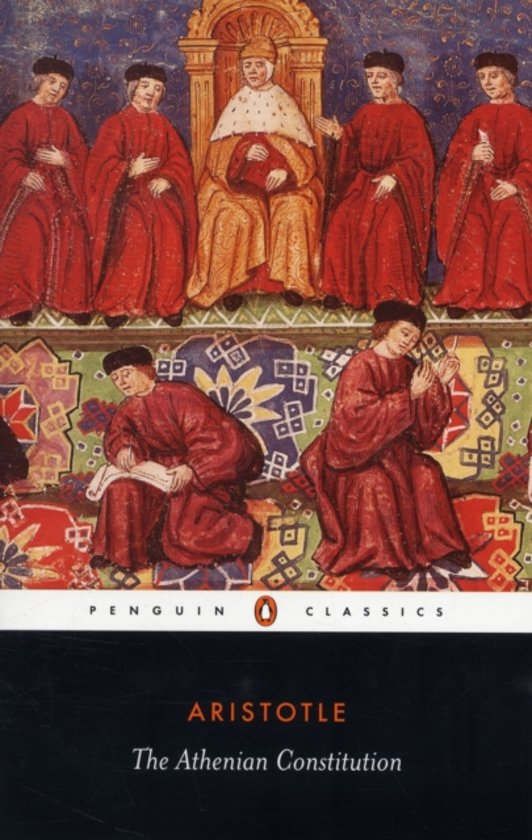 PENGUIN CLASSICS
ARISTOTLE
The Athenian Constitution